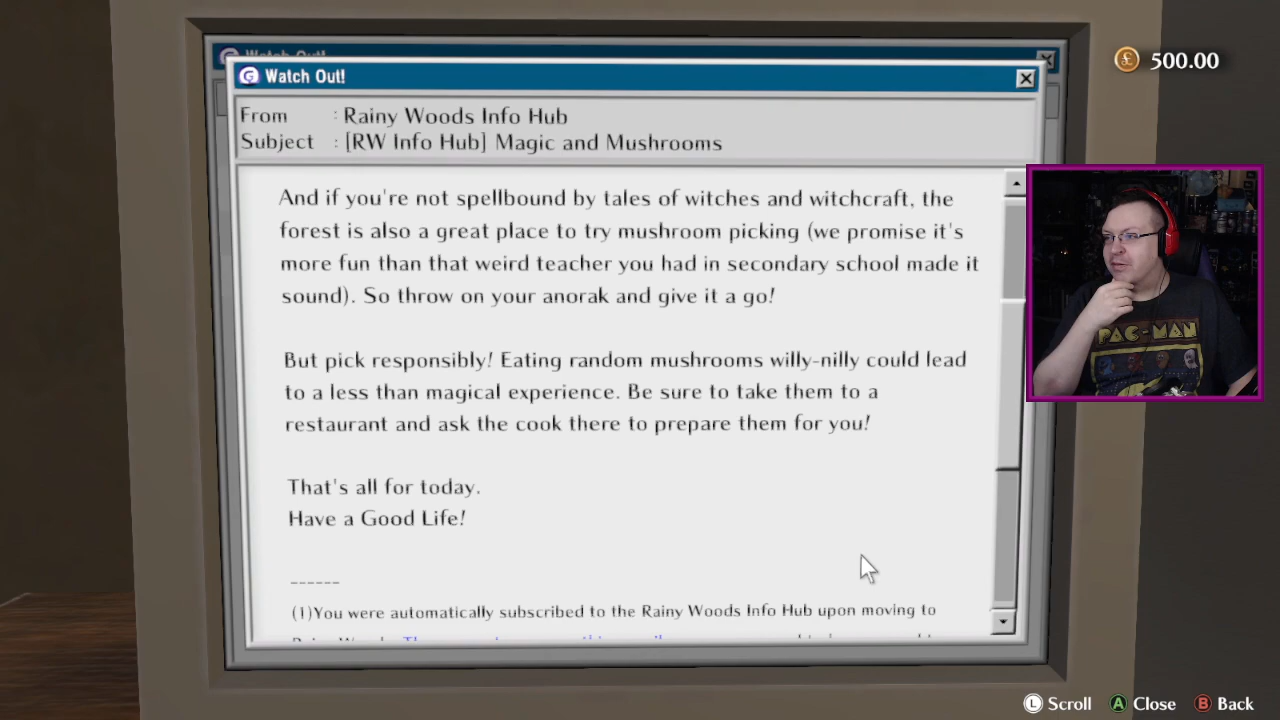 Watch Out!
Watch Out!
£ 500.00
From : Rainy Woods Info Hub
Subject : [RW Info Hub] Magic and Mushrooms
And if you're not spellbound by tales of witches and witchcraft, the
forest is also a great place to try mushroom picking (we promise it's
more fun than that weird teacher you had in secondary school made it
sound). So throw on your anorak and give it a go!
But pick responsibly! Eating random mushrooms willy-nilly could lead
to a less than magical experience. Be sure to take them to a
restaurant and ask the cook there to prepare them for you!
That's all for today.
Have a Good Life!
------
(1)You were automatically subscribed to the Rainy Woods Info Hub upon moving to
PAC-MAN
L Scroll A Close B Back